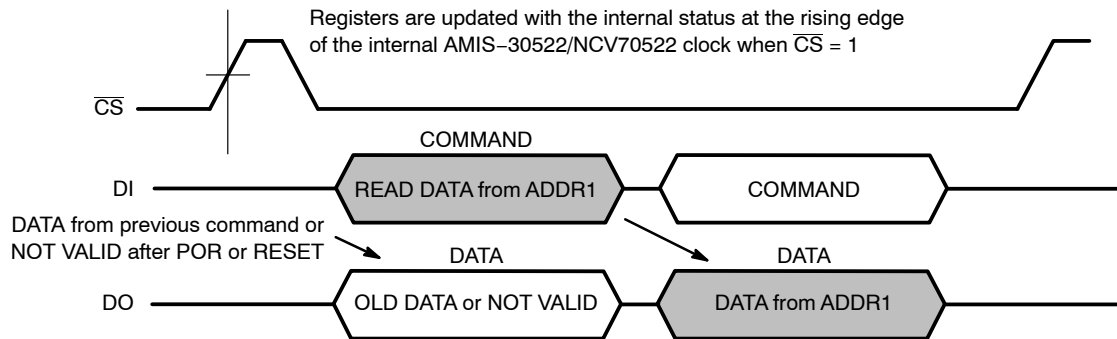 Registers are updated with the internal status at the rising edge
of the internal AMIS−30522/NCV70522 clock when C̅S̅ = 1
C̅S̅
COMMAND
DI
READ DATA from ADDR1
COMMAND
DATA from previous command or
NOT VALID after POR or RESET
DATA
DATA
DO
OLD DATA or NOT VALID
DATA from ADDR1